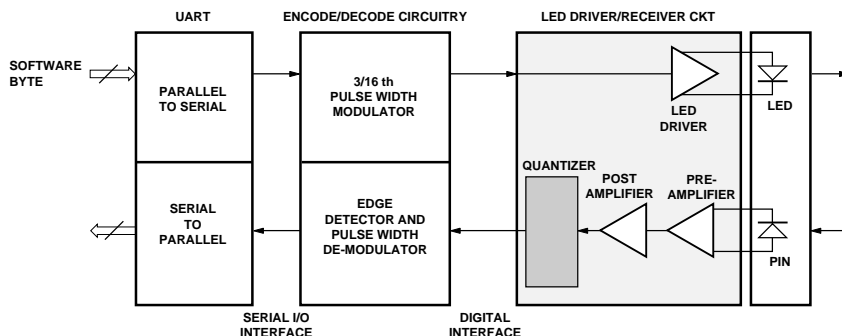 UART
ENCODE/DECODE CIRCUITRY
LED DRIVER/RECEIVER CKT
SOFTWARE
BYTE
PARALLEL
TO SERIAL
3/16 th
PULSE WIDTH
MODULATOR
LED
DRIVER
LED
SERIAL
TO
PARALLEL
EDGE
DETECTOR AND
PULSE WIDTH
DE-MODULATOR
QUANTIZER
POST
AMPLIFIER
PRE-
AMPLIFIER
PIN
SERIAL I/O
INTERFACE
DIGITAL
INTERFACE